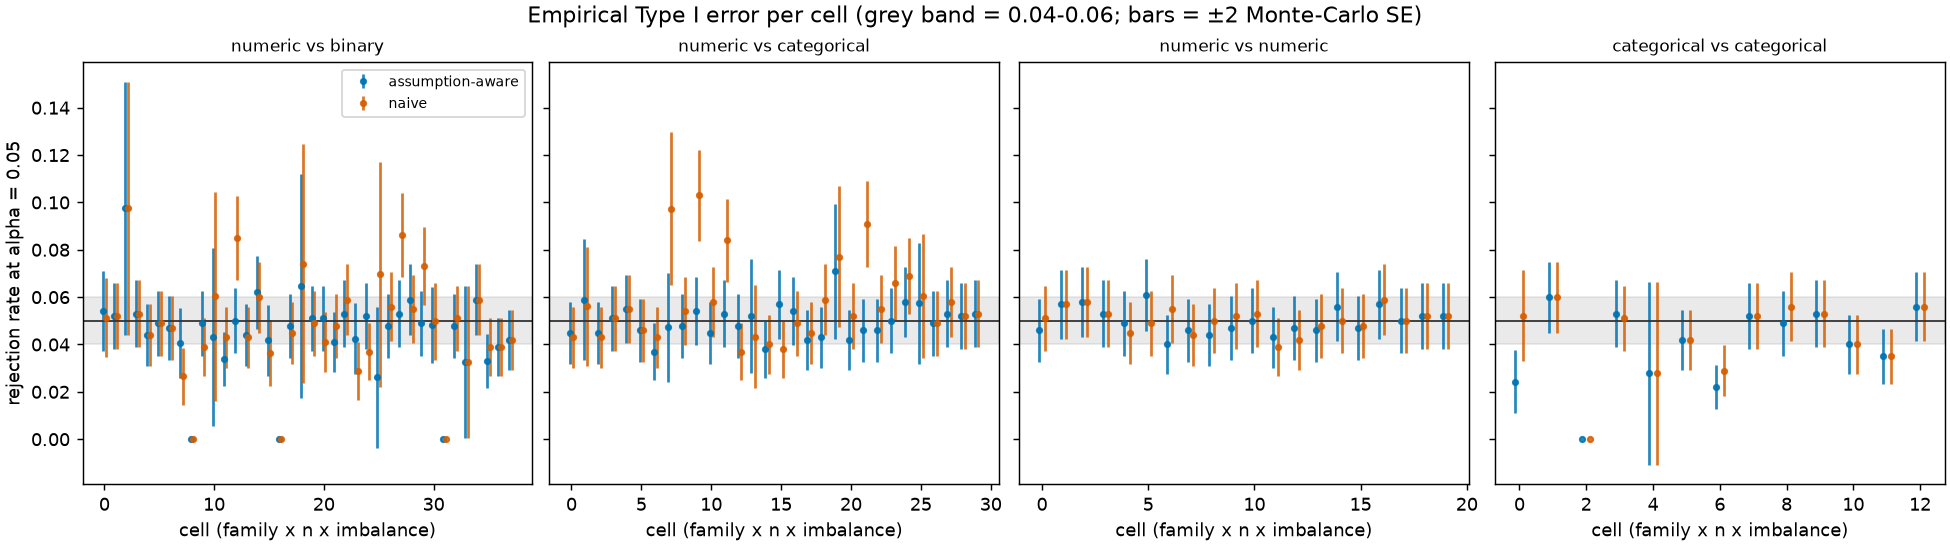 Empirical Type I error per cell (grey band = 0.04-0.06; bars = ±2 Monte-Carlo SE)
numeric vs binary
numeric vs categorical
numeric vs numeric
categorical vs categorical
rejection rate at alpha = 0.05
0.14
0.12
0.10
0.08
0.06
0.04
0.02
0.00
assumption-aware
naive
0 10 20 30
0 5 10 15 20 25 30
0 5 10 15 20
0 2 4 6 8 10 12
cell (family x n x imbalance)
cell (family x n x imbalance)
cell (family x n x imbalance)
cell (family x n x imbalance)